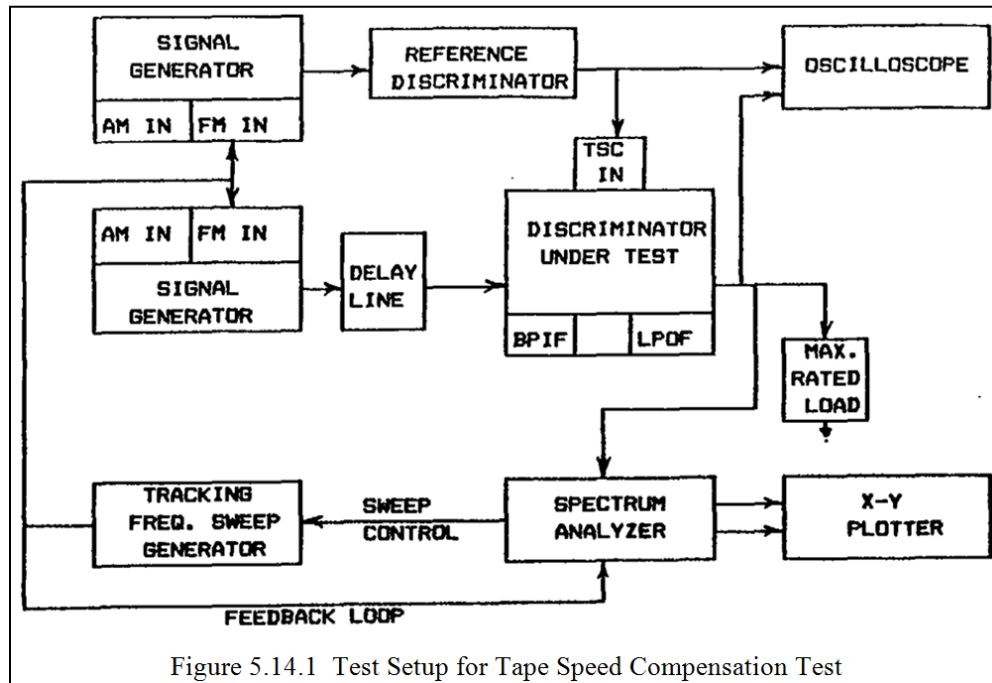 SIGNAL
GENERATOR
AM IN
FM IN
REFERENCE
DISCRIMINATOR
OSCILLOSCOPE
TSC
IN
AM IN
FM IN
SIGNAL
GENERATOR
DELAY
LINE
DISCRIMINATOR
UNDER TEST
BPIF
LPOF
MAX.
RATED
LOAD
TRACKING
FREQ. SWEEP
GENERATOR
SWEEP
CONTROL
SPECTRUM
ANALYZER
X-Y
PLOTTER
FEEDBACK LOOP
Figure 5.14.1 Test Setup for Tape Speed Compensation Test